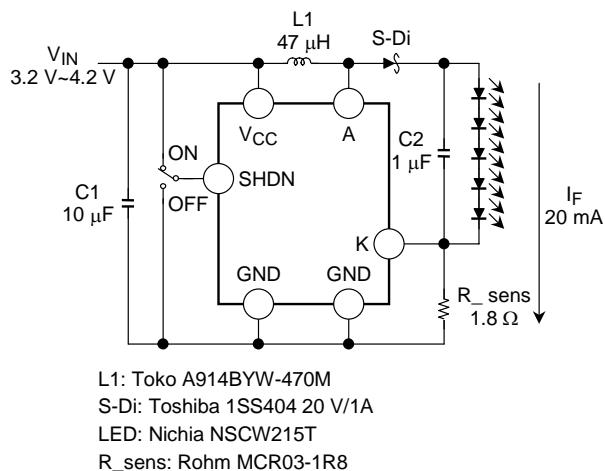 L1
47 μH
S-Di
VIN
3.2 V~4.2 V
VCC
A
C2
1 μF
ON
SHDN
OFF
C1
10 μF
IF
20 mA
K
GND
GND
R_ sens
1.8 Ω
L1: Toko A914BYW-470M
S-Di: Toshiba 1SS404 20 V/1A
LED: Nichia NSCW215T
R_sens: Rohm MCR03-1R8